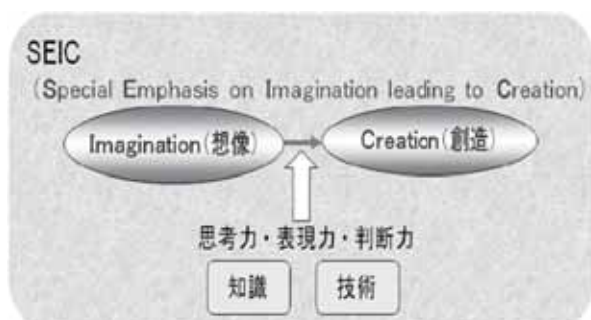 SEIC
(Special Emphasis on Imagination leading to Creation)
Imagination(想像) Creation(創造)
思考力・表現力・判断力
知識 技術